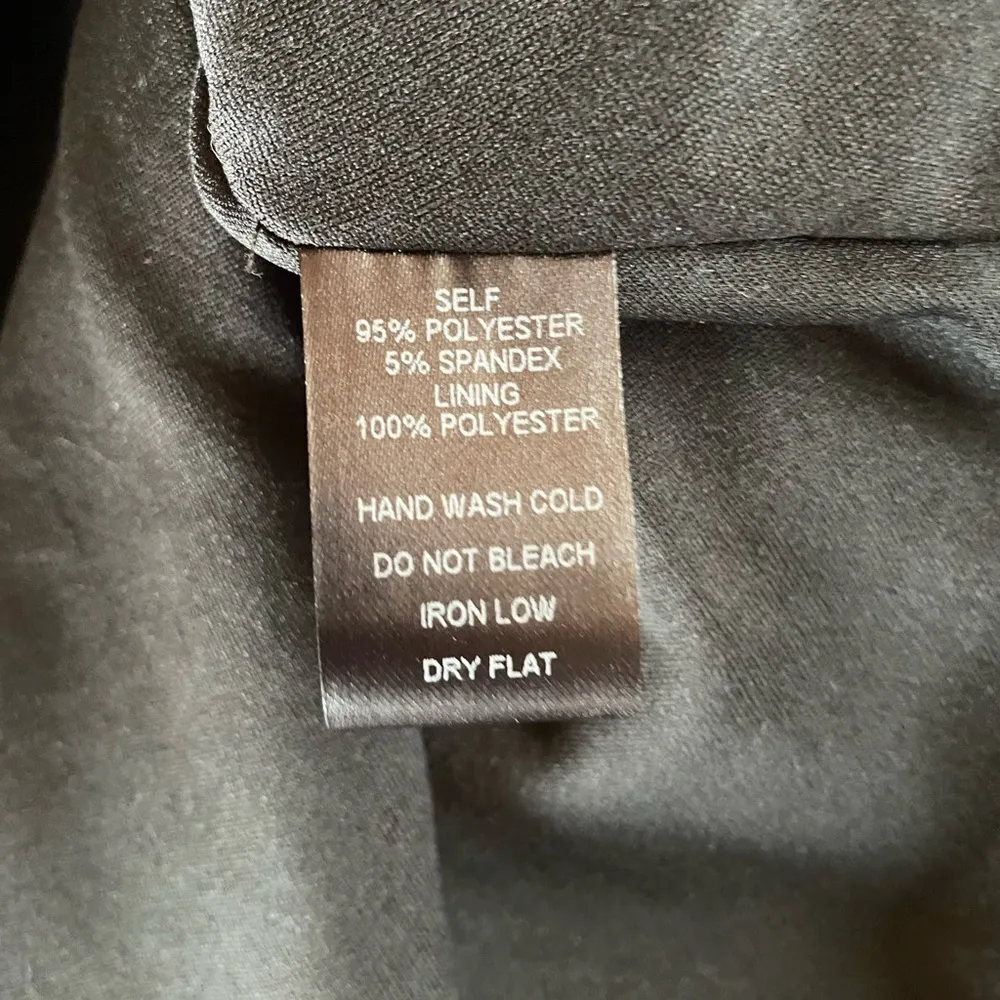 SELF
95% POLYESTER
5% SPANDEX
LINING
100% POLYESTER
HAND WASH COLD
DO NOT BLEACH
IRON LOW
DRY FLAT